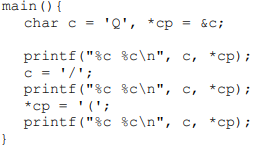 main(){
char c = 'Q', *cp = &c;
printf("%c %c\n", c, *cp);
c = '/';
printf("%c %c\n", c, *cp);
*cp = '(';
printf("%c %c\n", c, *cp);
}